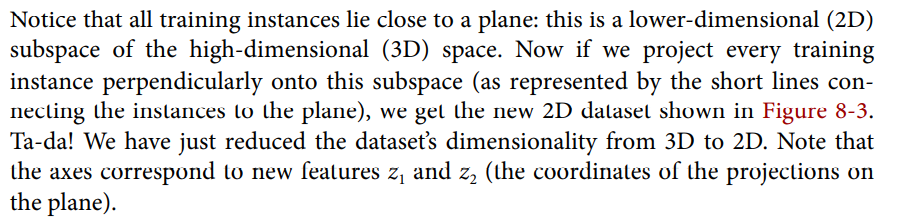 Notice that all training instances lie close to a plane: this is a lower-dimensional (2D)
subspace of the high-dimensional (3D) space. Now if we project every training
instance perpendicularly onto this subspace (as represented by the short lines con-
necting the instances to the plane), we get the new 2D dataset shown in Figure 8-3.
Ta-da! We have just reduced the dataset’s dimensionality from 3D to 2D. Note that
the axes correspond to new features z₁ and z₂ (the coordinates of the projections on
the plane).